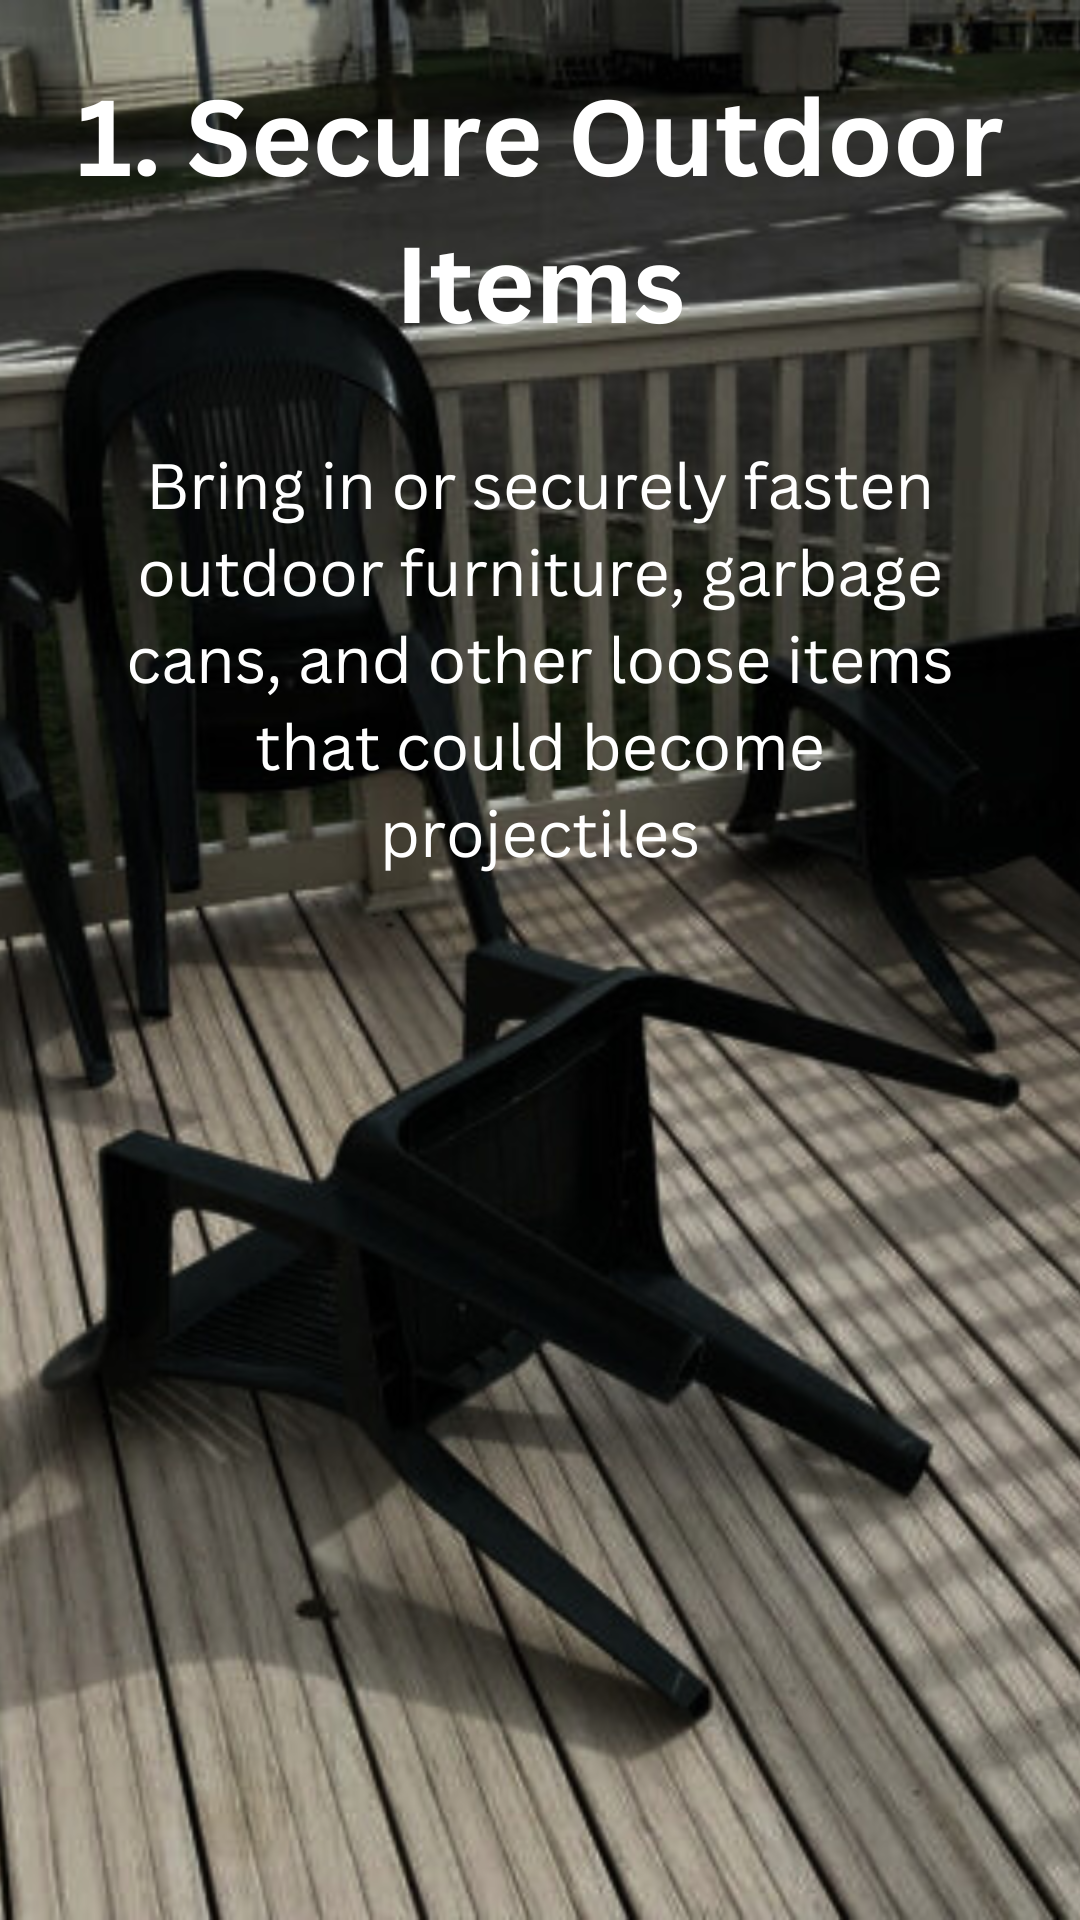 1. Secure Outdoor
Items
Bring in or securely fasten
outdoor furniture, garbage
cans, and other loose items
that could become
projectiles